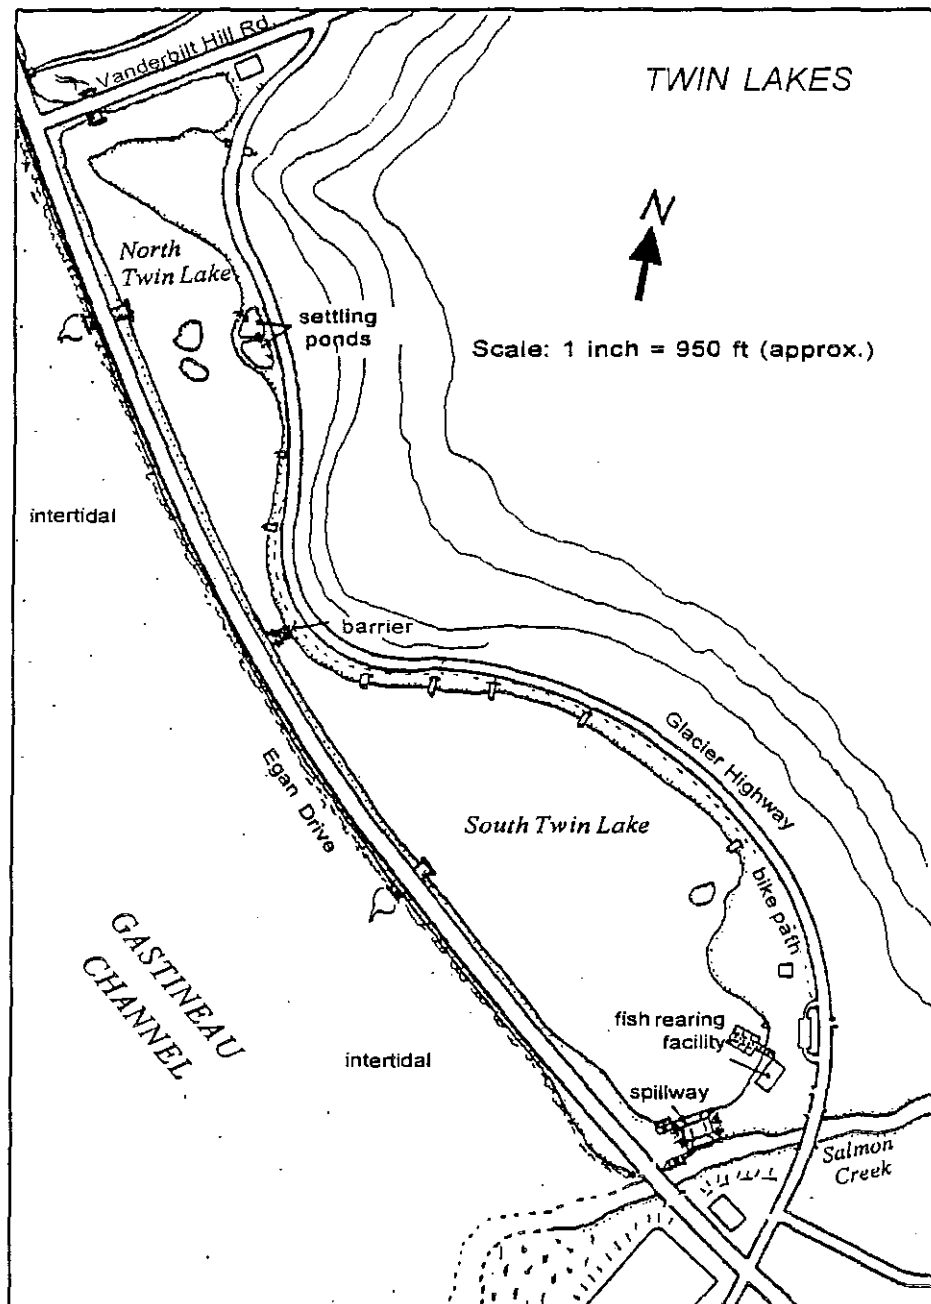 Vanderbilt Hill Rd.
TWIN LAKES
N
North
Twin Lake
settling
ponds
Scale: 1 inch = 950 ft (approx.)
intertidal
barrier
Glacier Highway
Egan Drive
South Twin Lake
bike path
GASTINEAU
CHANNEL
fish rearing
facility
intertidal
spillway
Salmon
Creek